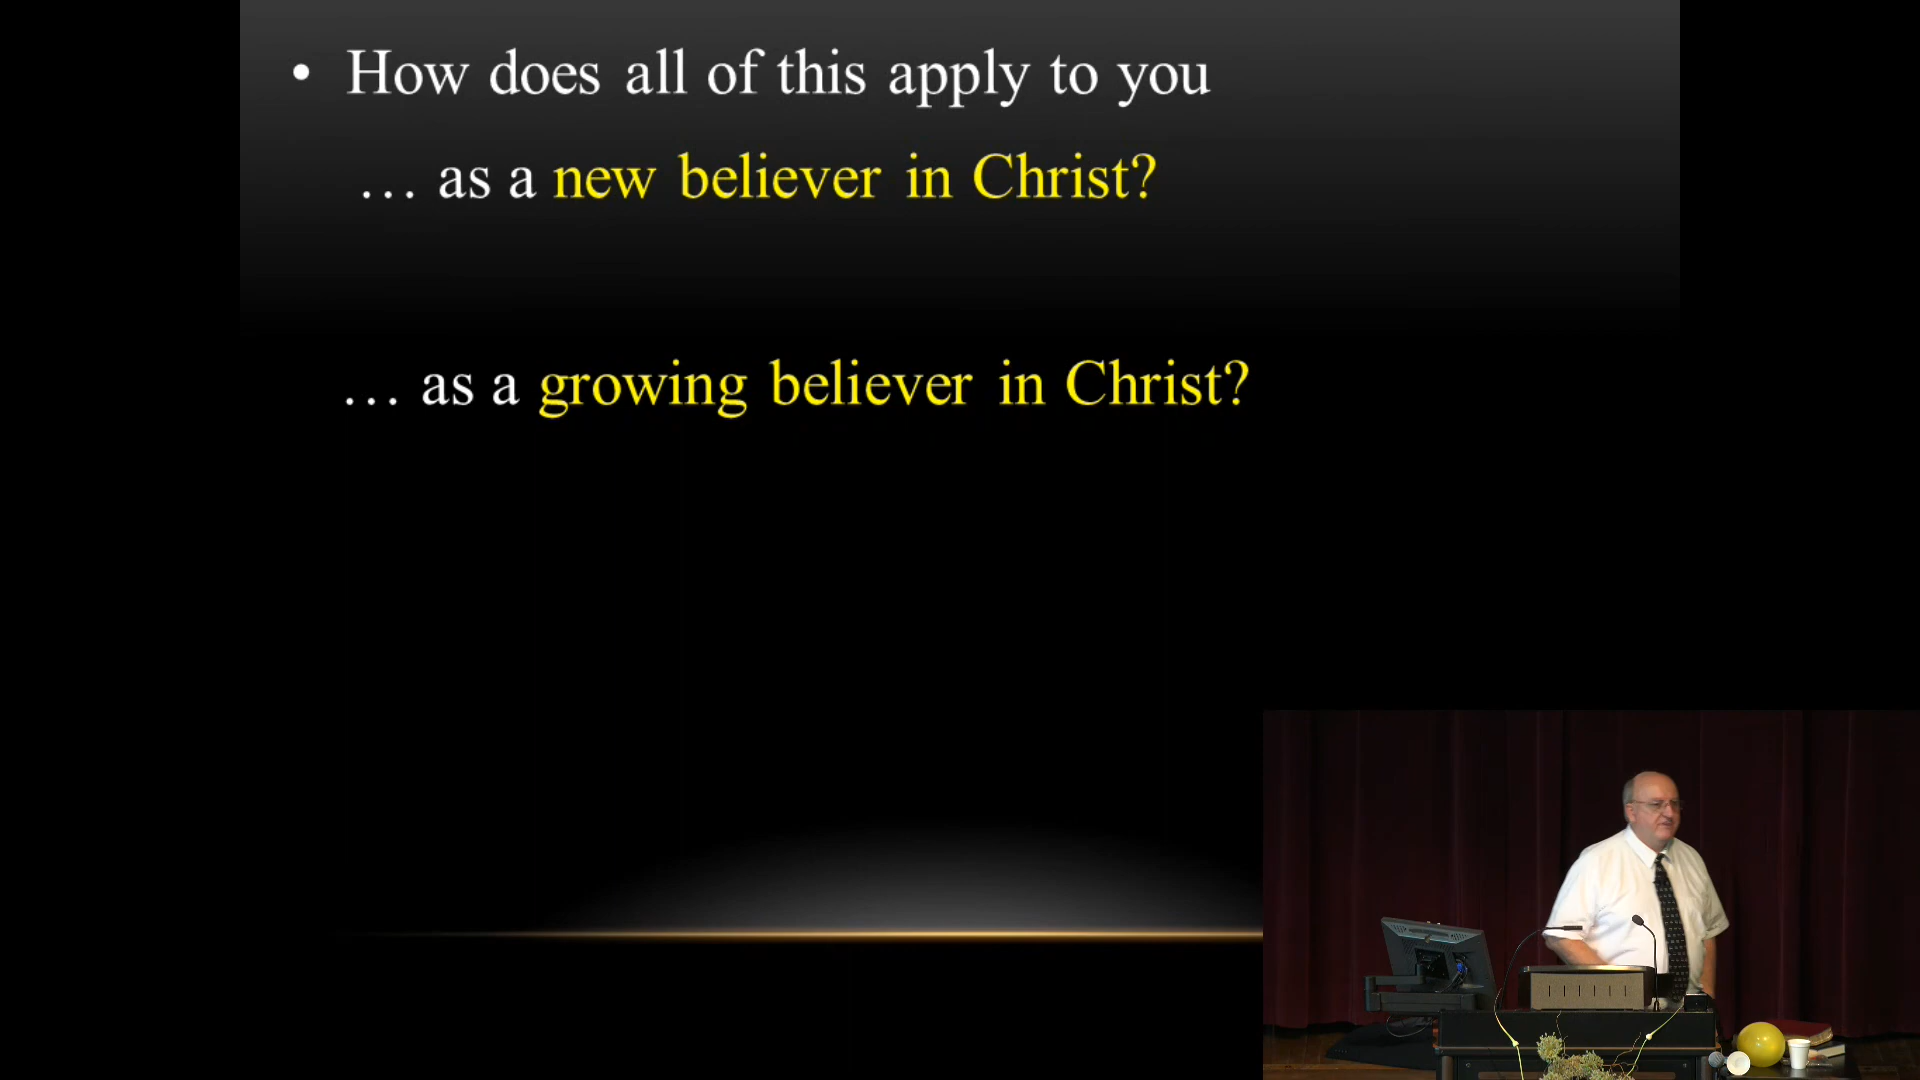 • How does all of this apply to you
… as a new believer in Christ?
… as a growing believer in Christ?